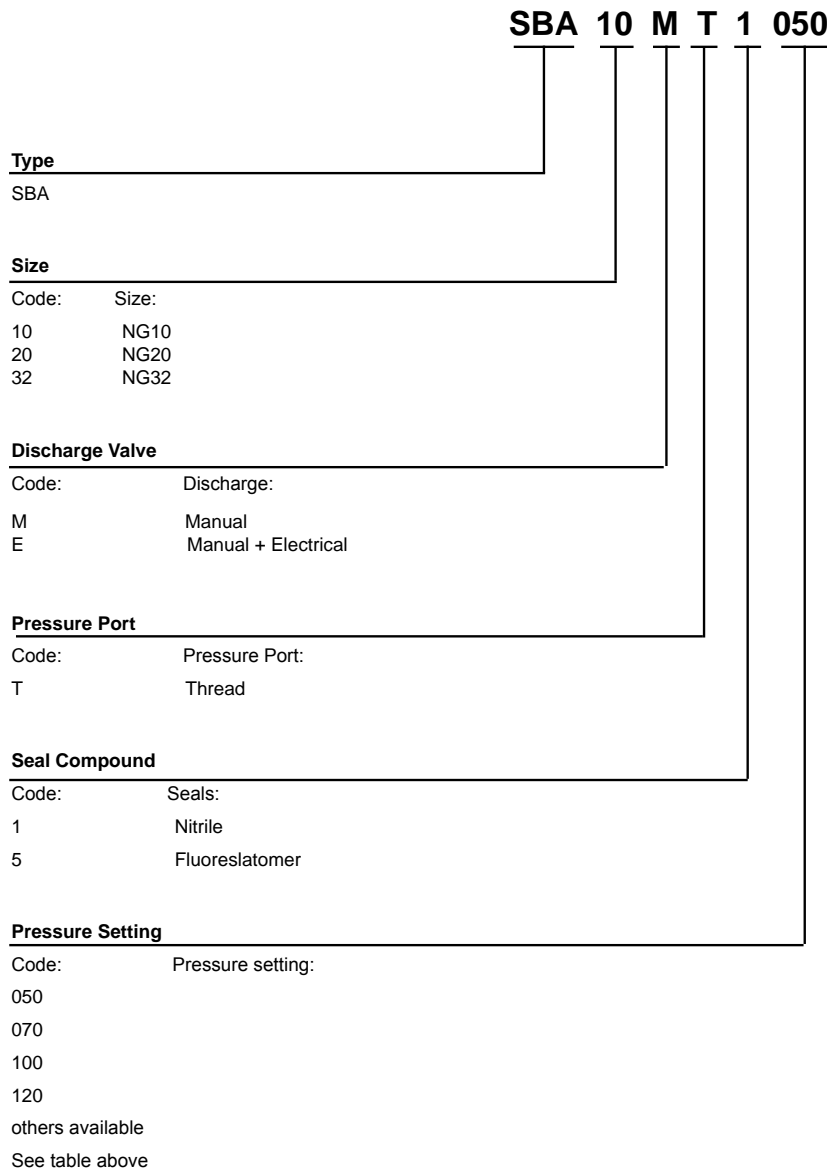 SBA 10 M T 1 050
Type
SBA
Size
Code: Size:
10 NG10
20 NG20
32 NG32
Discharge Valve
Code: Discharge:
M Manual
E Manual + Electrical
Pressure Port
Code: Pressure Port:
T Thread
Seal Compound
Code: Seals:
1 Nitrile
5 Fluoreslatomer
Pressure Setting
Code: Pressure setting:
050
070
100
120
others available
See table above